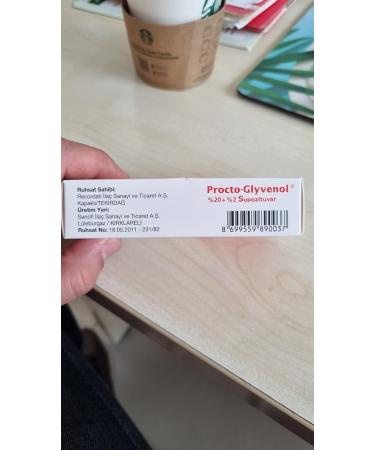 Ruhsat Sahibi:
Recordati İlaç Sanayi ve Ticaret A.Ş.
Kapaklı/TEKİRDAĞ
Üretim Yeri:
Sanofi İlaç Sanayi ve Ticaret A.Ş.
Lüleburgaz / KIRKLARELİ
Ruhsat No: 18.05.2011 - 231/82
Procto-Glyvenol®
%20+%2 Supozituvar
8 699559 890037